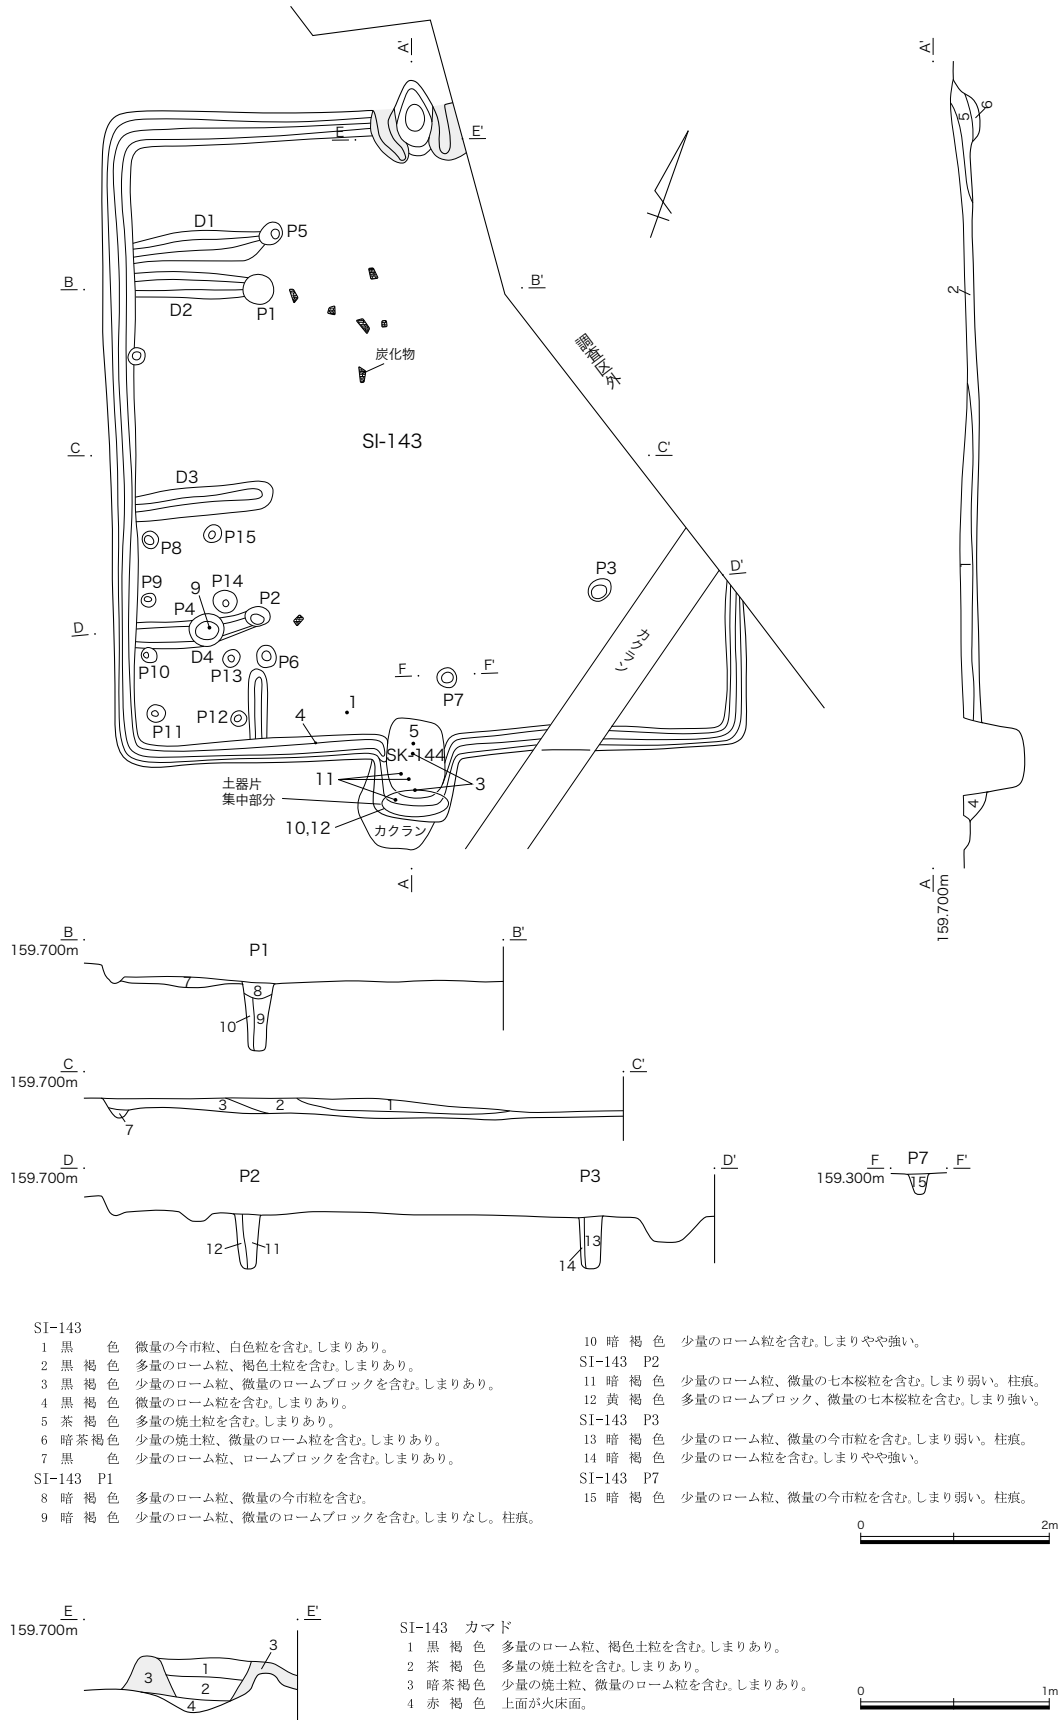 A'
A'
E
E'
5
6
D1
P5
B
B'
2
D2
P1
調査区外
炭化物
SI-143
C
C'
D3
P8
P15
1
P9
9
P14
P3
D'
P4
P2
D
カクラン
D4
P13
P6
P10
F
F'
P7
P11
P12
4
1
5
SK-144
土器片
集中部分
11
3
10,12
カクラン
4
A
A
159.700m
B
B'
159.700m
P1
7
8
10
9
C
C'
159.700m
3
2
1
7
D
D'
159.700m
P2
P3
12
11
13
14
F
P7
F'
159.300m
15
SI-143
1 黒 色 微量の今市粒、白色粒を含む。しまりあり。
2 黒 褐 色 多量のローム粒、褐色土粒を含む。しまりあり。
3 黒 褐 色 少量のローム粒、微量のロームブロックを含む。しまりあり。
4 黒 褐 色 微量のローム粒を含む。しまりあり。
5 茶 褐 色 多量の焼土粒を含む。しまりあり。
6 暗茶褐色 少量の焼土粒、微量のローム粒を含む。しまりあり。
7 黒 色 少量のローム粒、ロームブロックを含む。しまりあり。
SI-143 P1
8 暗 褐 色 多量のローム粒、微量の今市粒を含む。
9 暗 褐 色 少量のローム粒、微量のロームブロックを含む。しまりなし。柱痕。
10 暗 褐 色 少量のローム粒を含む。しまりやや強い。
SI-143 P2
11 暗 褐 色 少量のローム粒、微量の七本桜粒を含む。しまり弱い。柱痕。
12 黄 褐 色 多量のロームブロック、微量の七本桜粒を含む。しまり強い。
SI-143 P3
13 暗 褐 色 少量のローム粒、微量の今市粒を含む。しまり弱い。柱痕。
14 暗 褐 色 少量のローム粒を含む。しまりやや強い。
SI-143 P7
15 暗 褐 色 少量のローム粒、微量の今市粒を含む。しまり弱い。柱痕。
0 2m
E
E'
159.700m
3
1
2
3
4
SI-143 カマド
1 黒 褐 色 多量のローム粒、褐色土粒を含む。しまりあり。
2 茶 褐 色 多量の焼土粒を含む。しまりあり。
3 暗茶褐色 少量の焼土粒、微量のローム粒を含む。しまりあり。
4 赤 褐 色 上面が火床面。
0 1m